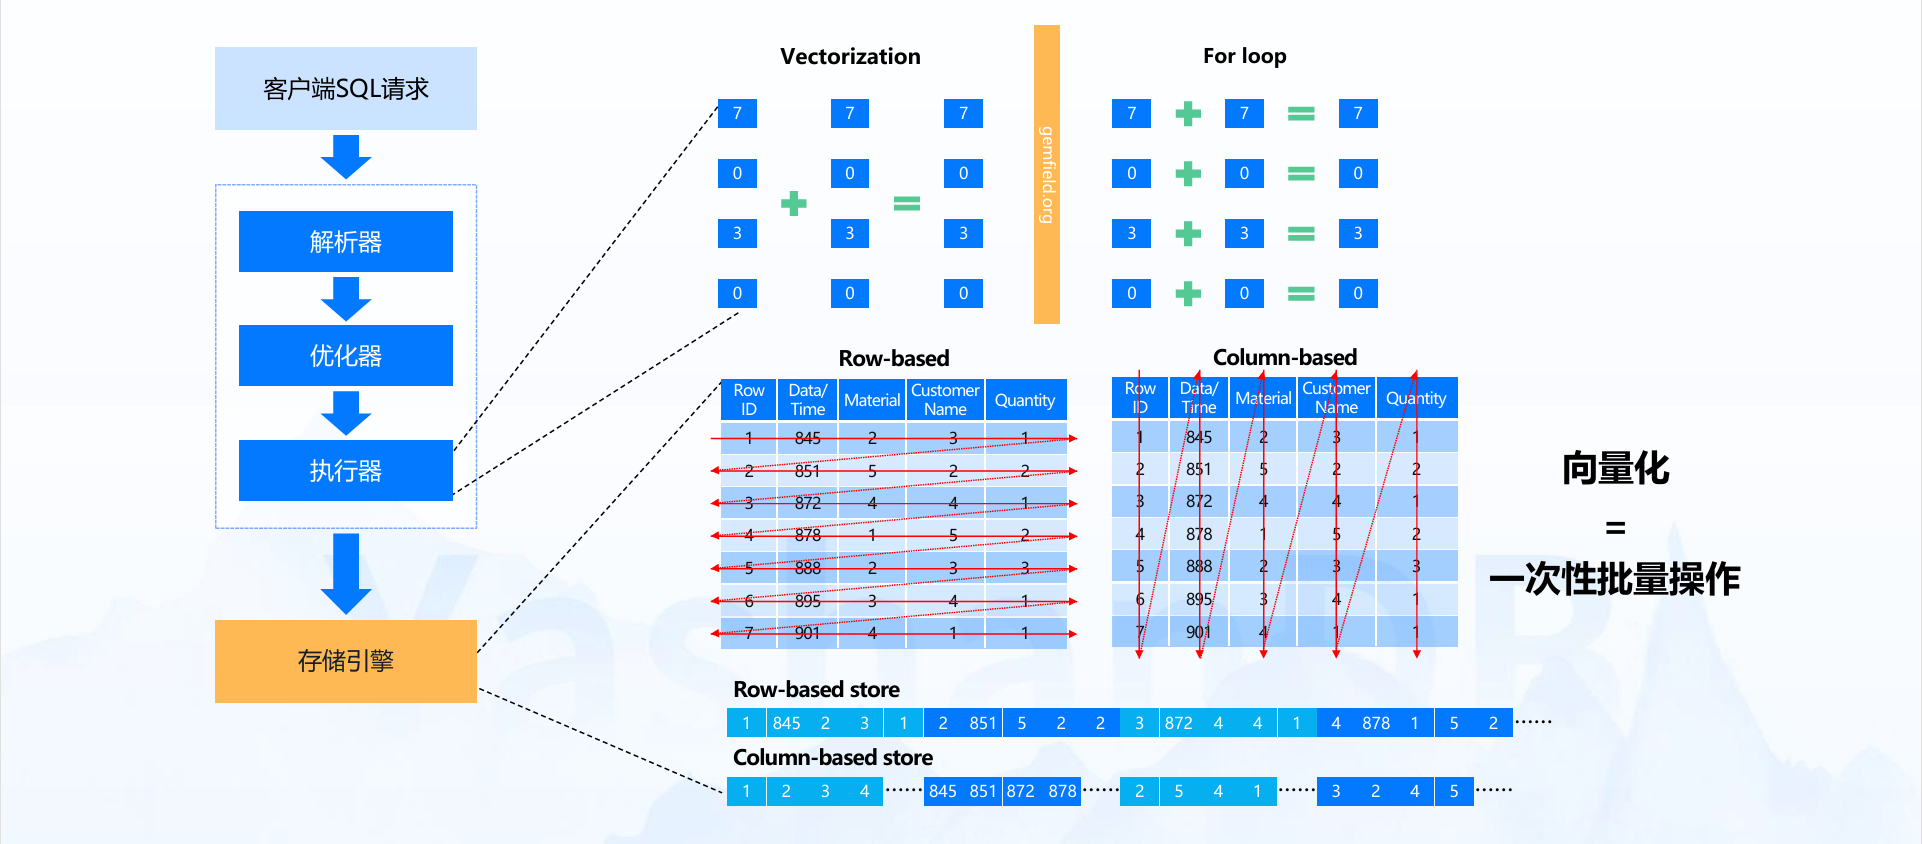 客户端SQL请求
解析器
优化器
执行器
存储引擎
Vectorization
7 7 7
0 0 0
+ =
3 3 3
0 0 0
gemfield.org
For loop
7 + 7 = 7
0 + 0 = 0
3 + 3 = 3
0 + 0 = 0
Row-based
Row ID Data/Time Material Customer Name Quantity
1 845 2 3 1
2 851 5 2 2
3 872 4 4 1
4 878 1 5 2
5 888 2 3 3
6 895 3 4 1
7 901 4 1 1
Column-based
Row ID Data/Time Material Customer Name Quantity
1 845 2 3 1
2 851 5 2 2
3 872 4 4 1
4 878 1 5 2
5 888 2 3 3
6 895 3 4 1
7 901 4 1 1
向量化
=
一次性批量操作
Row-based store
1 845 2 3 1 2 851 5 2 2 3 872 4 4 1 4 878 1 5 2 ······
Column-based store
1 2 3 4 ······ 845 851 872 878 ······ 2 5 4 1 ······ 3 2 4 5 ······
YashanDB